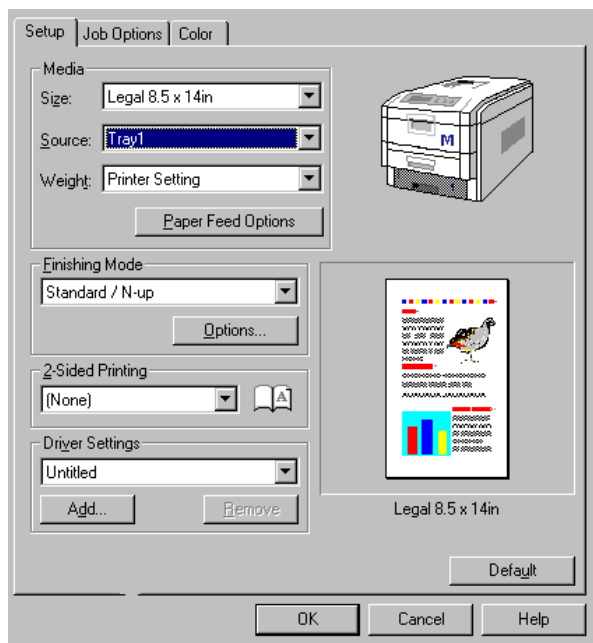 Setup
Job Options
Color
Media
Size: Legal 8.5 x 14in
Source: Tray1
Weight: Printer Setting
Paper Feed Options
M
Finishing Mode
Standard / N-up
Options...
2-Sided Printing
(None)
A
Driver Settings
Untitled
Add...
Remove
Legal 8.5 x 14in
Default
OK
Cancel
Help